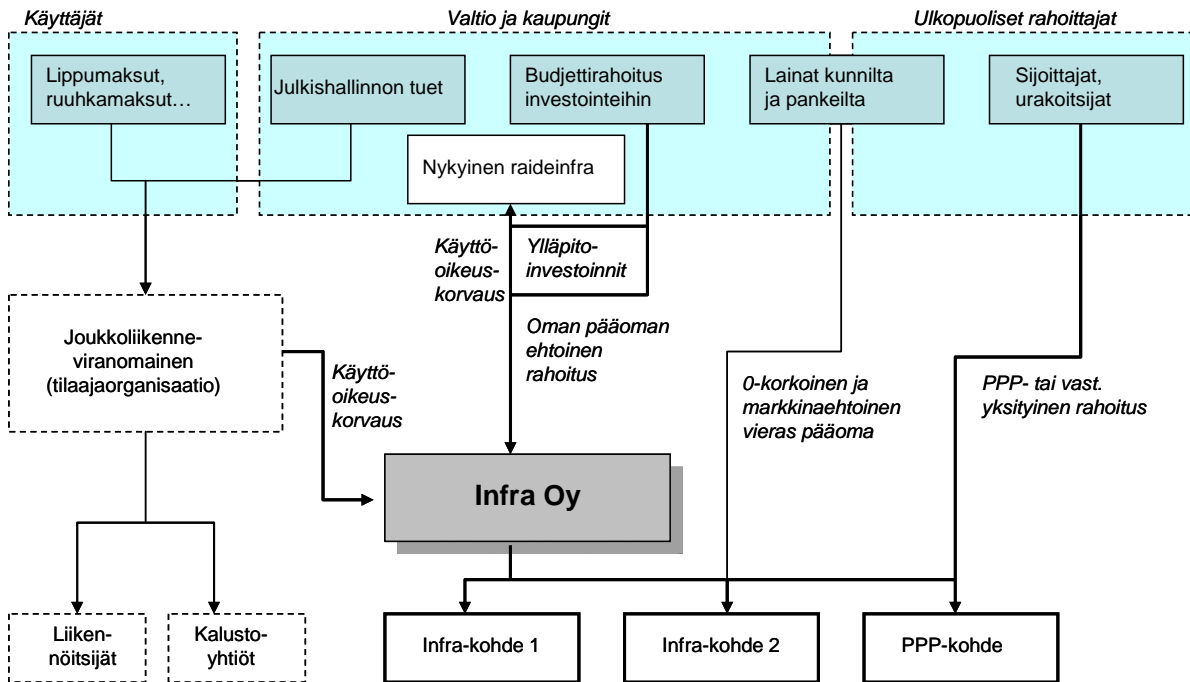 Käyttäjät
Valtio ja kaupungit
Ulkopuoliset rahoittajat
Lippumaksut,
ruuhkamaksut…
Julkishallinnon tuet
Budjettirahoitus
investointeihin
Lainat kunnilta
ja pankeilta
Sijoittajat,
urakoitsijat
Nykyinen raideinfra
Käyttö-
oikeus-
korvaus
Ylläpito-
investoinnit
Joukkoliikenne-
viranomainen
(tilaajaorganisaatio)
Käyttö-
oikeus-
korvaus
Oman pääoman
ehtoinen
rahoitus
0-korkoinen ja
markkinaehtoinen
vieras pääoma
PPP- tai vast.
yksityinen rahoitus
Infra Oy
Liiken-
nöitsijät
Kalusto-
yhtiöt
Infra-kohde 1
Infra-kohde 2
PPP-kohde